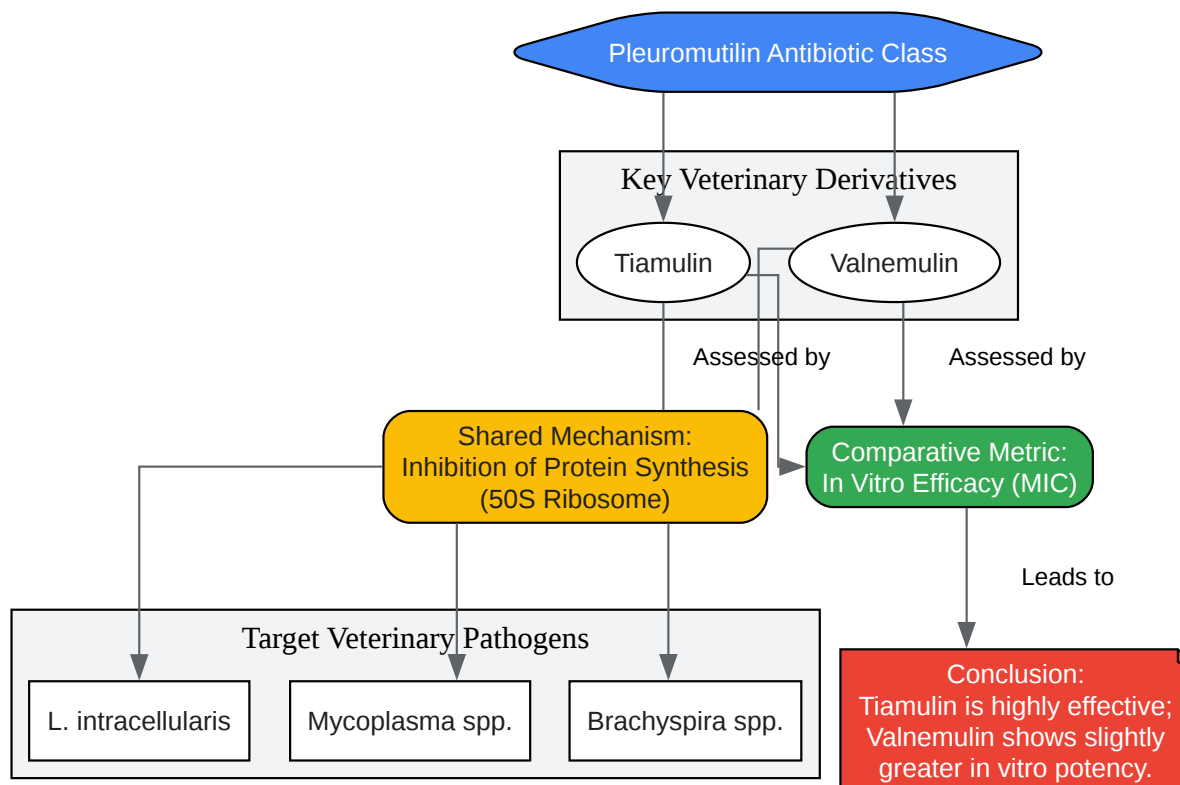 Pleuromutilin Antibiotic Class
Key Veterinary Derivatives
Tiamulin
Valnemulin
Assessed by
Assessed by
Shared Mechanism:
Inhibition of Protein Synthesis
(50S Ribosome)
Comparative Metric:
In Vitro Efficacy (MIC)
Leads to
Target Veterinary Pathogens
L. intracellularis
Mycoplasma spp.
Brachyspira spp.
Conclusion:
Tiamulin is highly effective;
Valnemulin shows slightly
greater in vitro potency.